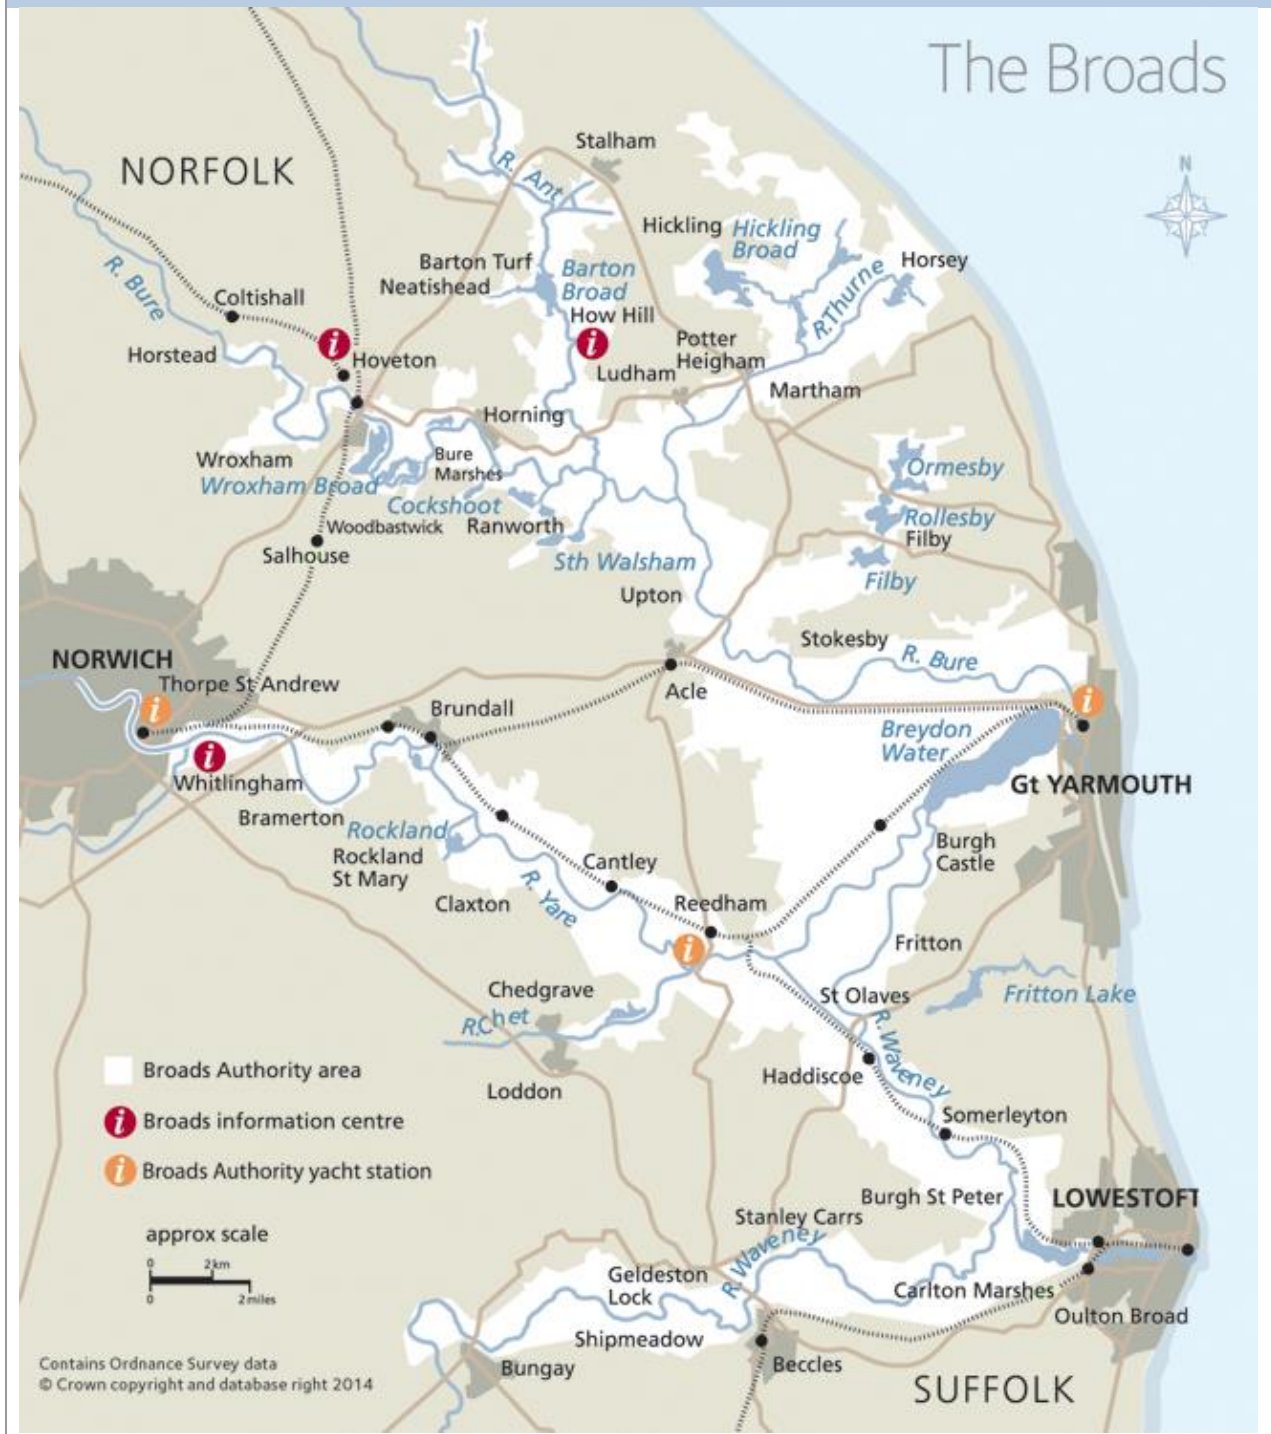 The Broads
N
NORFOLK
Stalham
R. Ant
Hickling
Hickling
Broad
Horsey
Barton Turf
Neatishead
Barton
Broad
R. Bure
Coltishall
How Hill
R.Thurne
Potter
Heigham
Horstead
Hoveton
Ludham
Martham
Horning
Wroxham
Bure
Marshes
Ormesby
Wroxham Broad
Cockshoot
Woodbastwick
Ranworth
Rollesby
Filby
Salhouse
Sth Walsham
Filby
Upton
Stokesby
NORWICH
R. Bure
Thorpe St Andrew
Acle
Brundall
Breydon
Water
Whitlingham
Gt YARMOUTH
Bramerton
Rockland
Rockland
St Mary
Burgh
Castle
Cantley
Claxton
R. Yare
Reedham
Fritton
Chedgrave
St Olaves
Fritton Lake
R.Chet
R. Waveney
Haddiscoe
Loddon
Somerleyton
i Broads Authority area
i Broads information centre
i Broads Authority yacht station
Burgh St Peter
LOWESTOFT
Stanley Carrs
R. Waveney
approx scale
0 2km
0 2miles
Geldeston
Lock
Carlton Marshes
Oulton Broad
Shipmeadow
Contains Ordnance Survey data
© Crown copyright and database right 2014
Bungay
Beccles
SUFFOLK